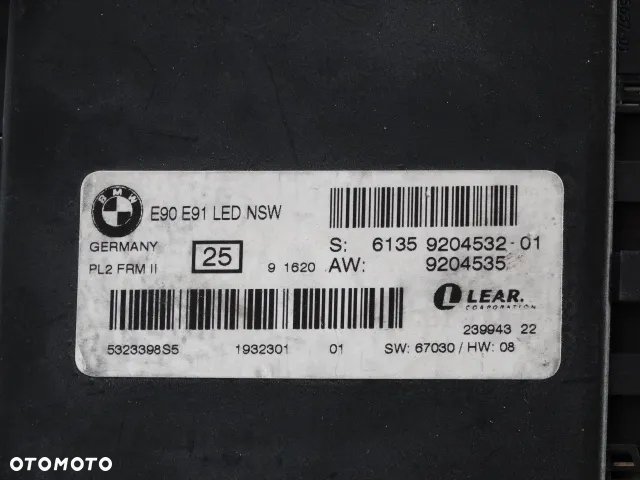 BMW
E90 E91 LED NSW
GERMANY
25
PL2 FRM II
9 1620
S: 6135 9204532-01
AW: 9204535
LEAR.
CORPORATION
239943 22
5323398S5 1932301 01 SW: 67030 / HW: 08
OTOMOTO